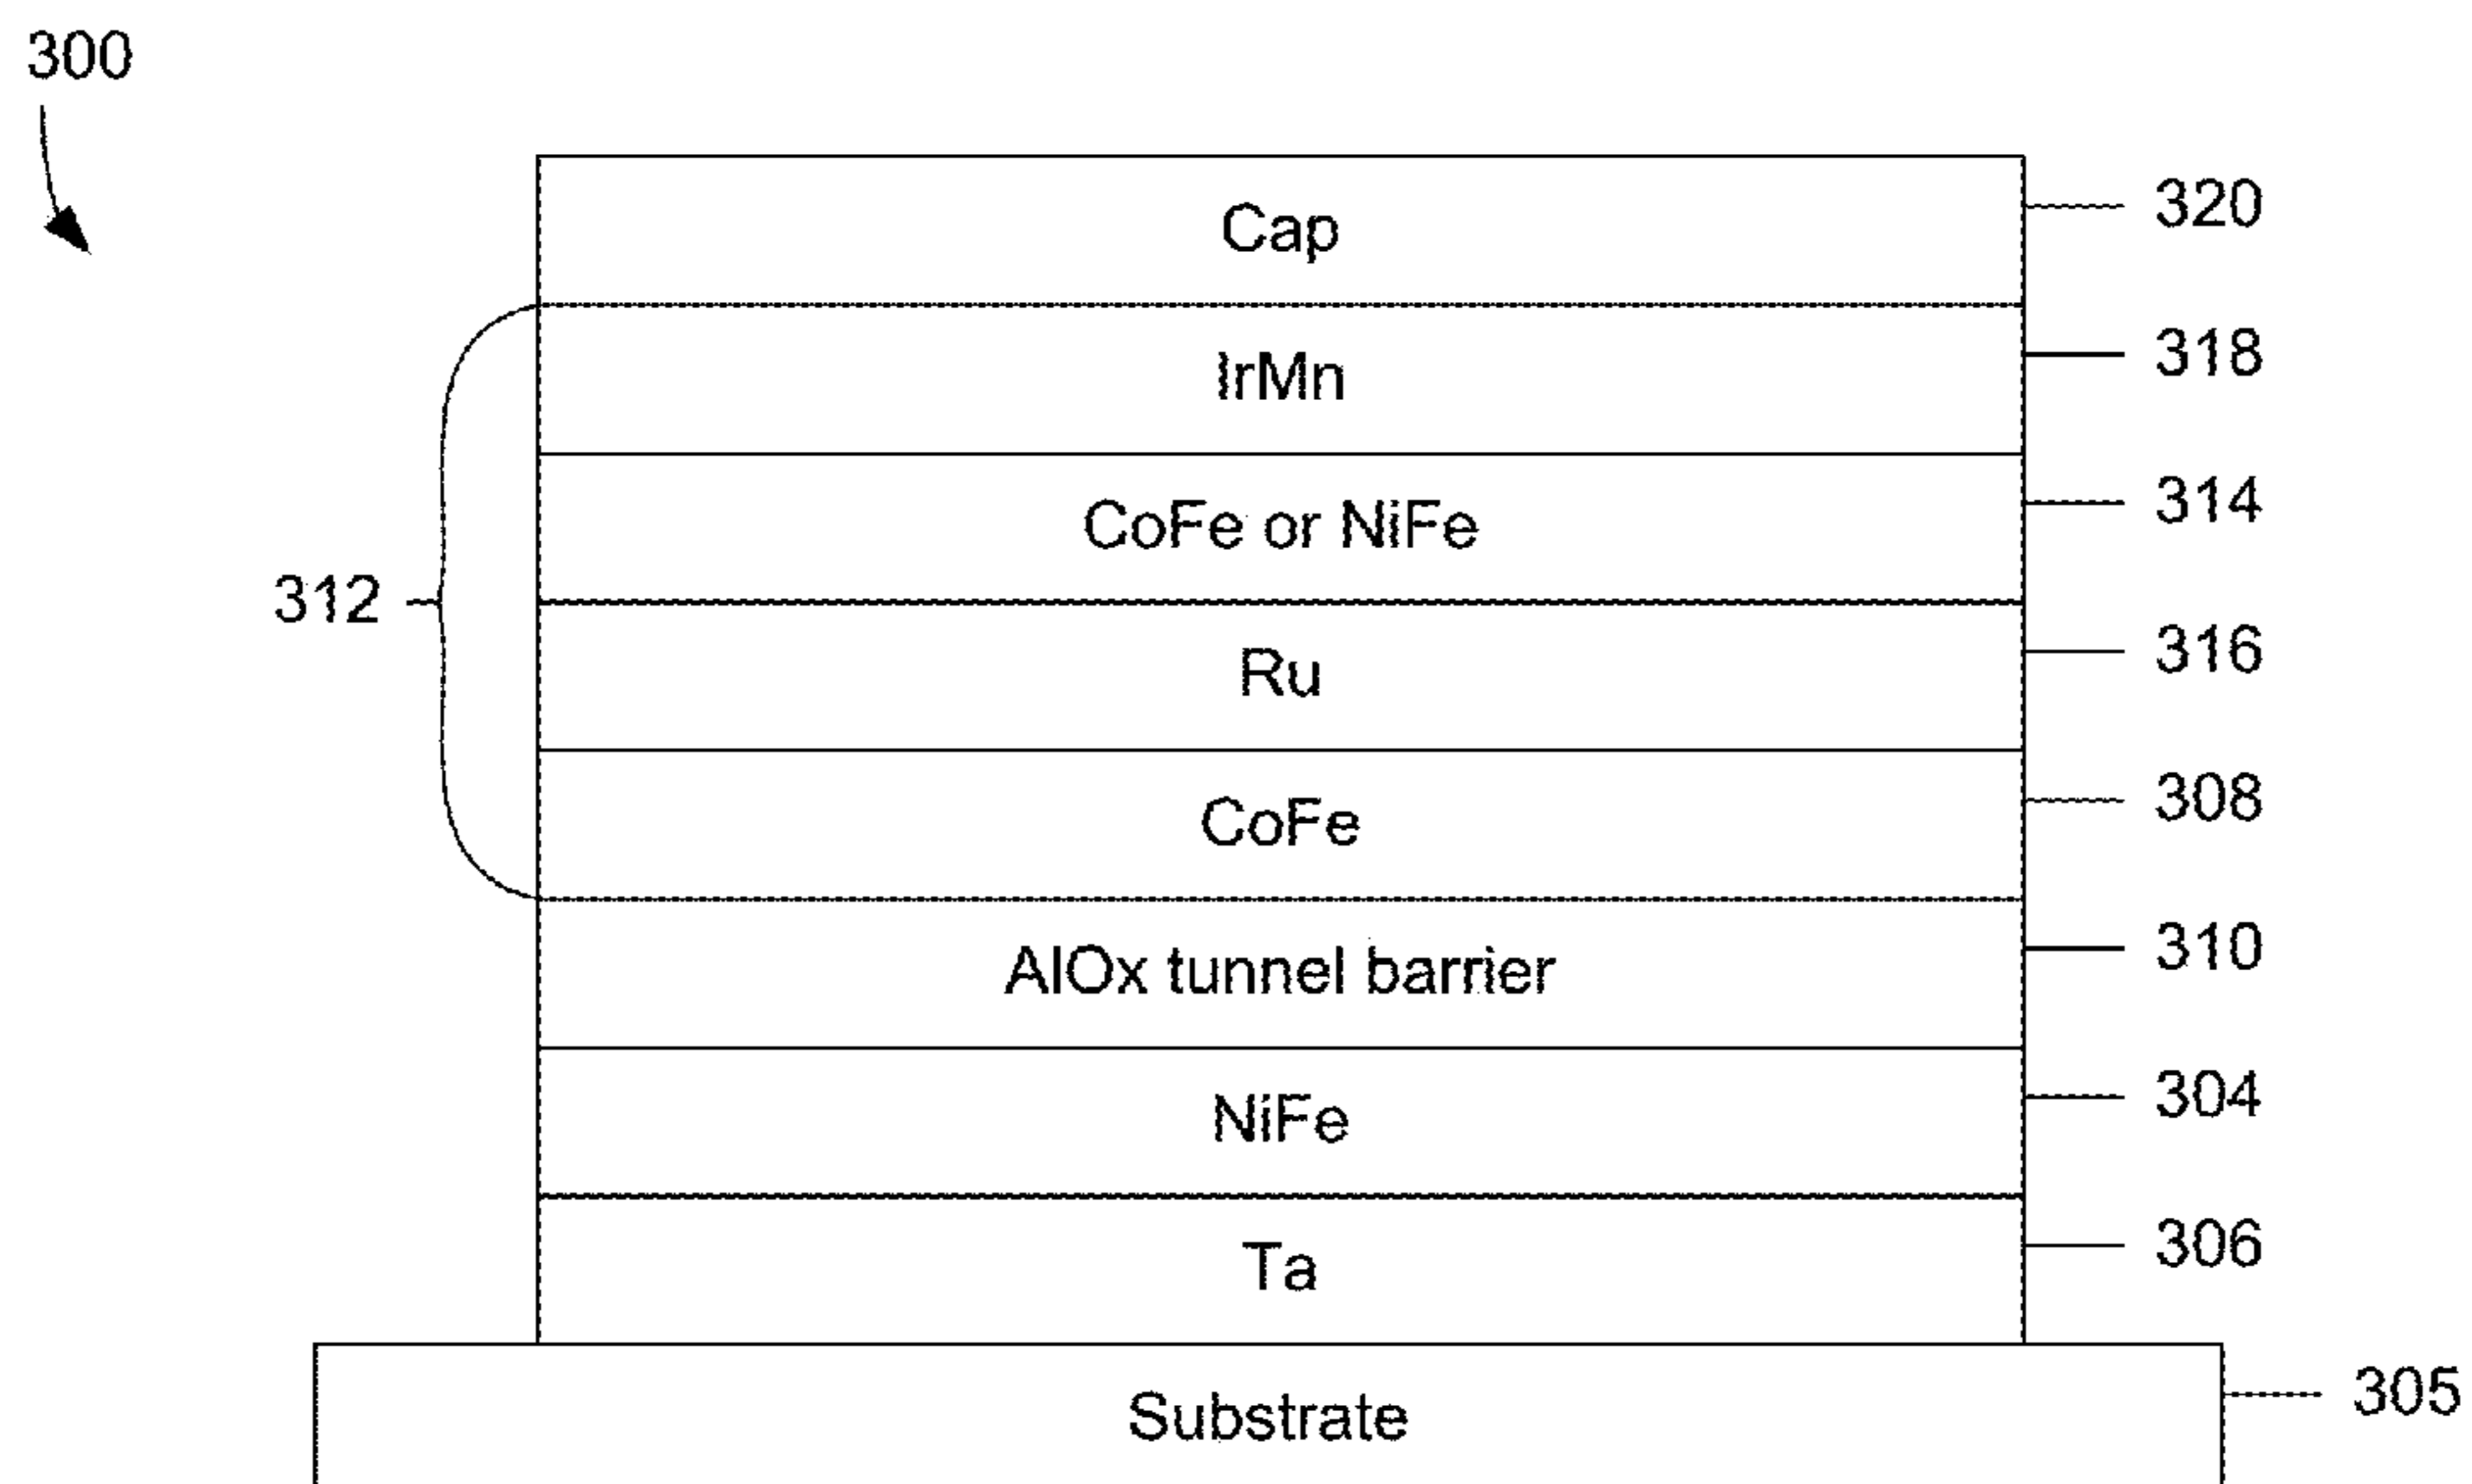 300
Cap 320
IrMn 318
CoFe or NiFe 314
312
Ru 316
CoFe 308
AlOx tunnel barrier 310
NiFe 304
Ta 306
Substrate 305